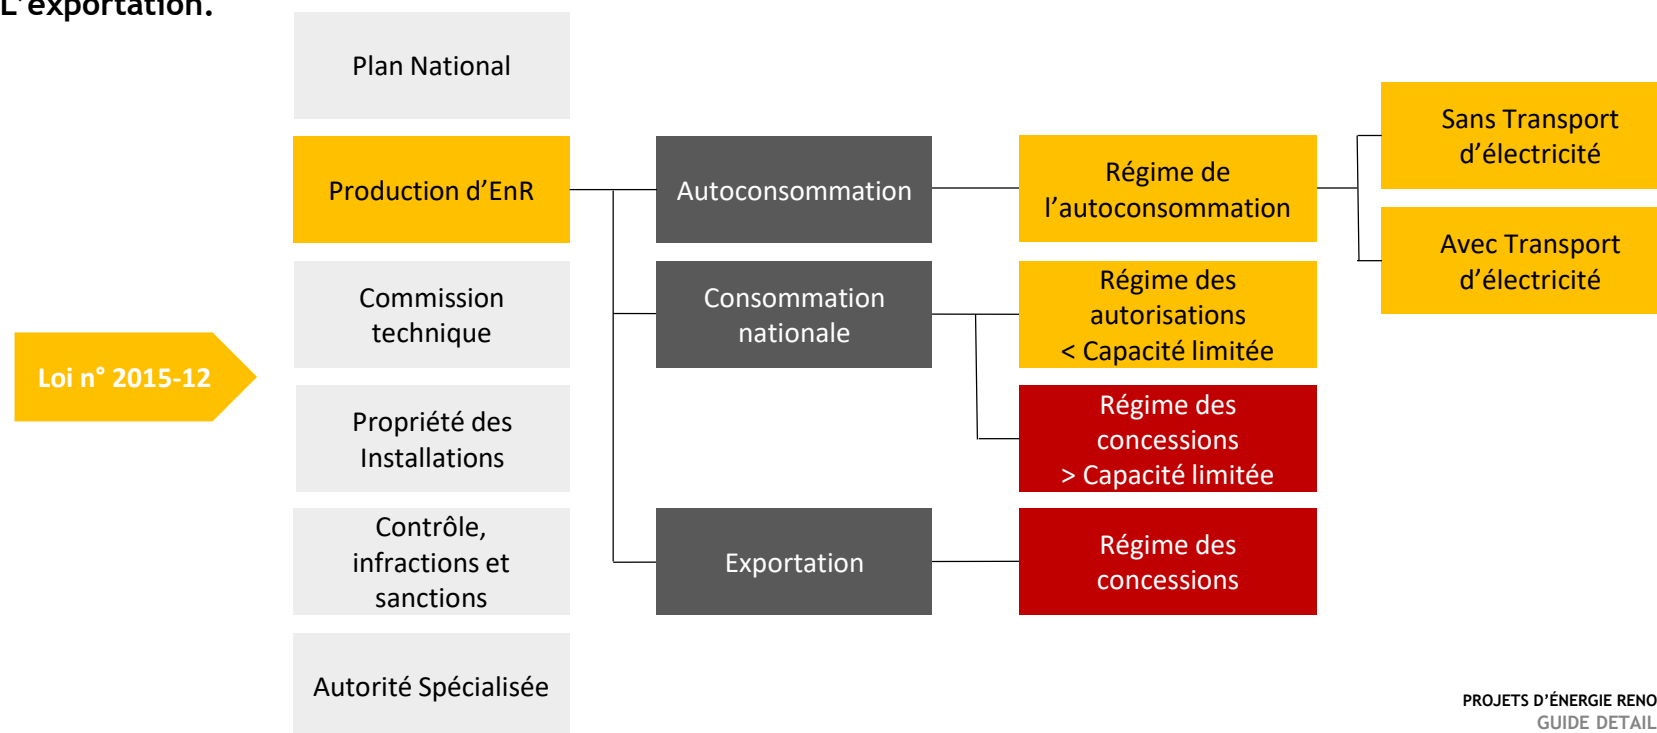 L'exportation.
Plan National
Production d'EnR
Commission
technique
Loi n° 2015-12
Propriété des
Installations
Contrôle,
infractions et
sanctions
Autorité Spécialisée
Autoconsommation
Consommation
nationale
Exportation
Régime de
l'autoconsommation
Régime des
autorisations
< Capacité limitée
Régime des
concessions
> Capacité limitée
Régime des
concessions
Sans Transport
d'électricité
Avec Transport
d'électricité
PROJETS D'ÉNERGIE RENO
GUIDE DETAIL